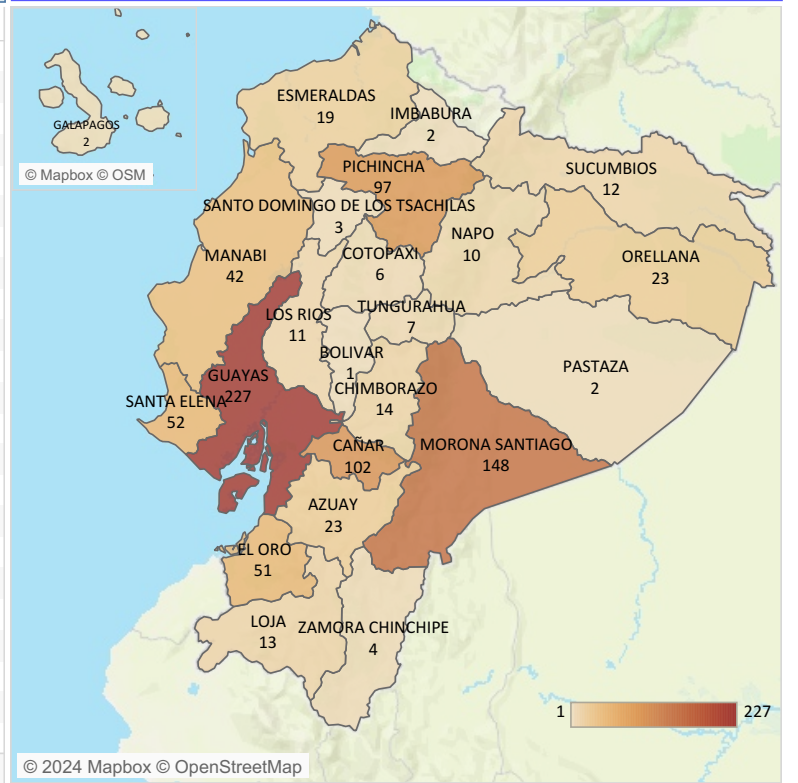 GALAPAGOS
2
© Mapbox © OSM
ESMERALDAS
19
IMBABURA
2
PICHINCHA
97
SUCUMBIOS
12
SANTO DOMINGO DE LOS TSACHILAS
3
NAPO
10
MANABI
42
COTOPAXI
6
ORELLANA
23
TUNGURAHUA
7
LOS RIOS
11
BOLIVAR
1
PASTAZA
2
GUAYAS
227
CHIMBORAZO
14
SANTA ELENA
52
CAÑAR
102
MORONA SANTIAGO
148
AZUAY
23
EL ORO
51
LOJA
13
ZAMORA CHINCHIPE
4
1
227
© 2024 Mapbox © OpenStreetMap